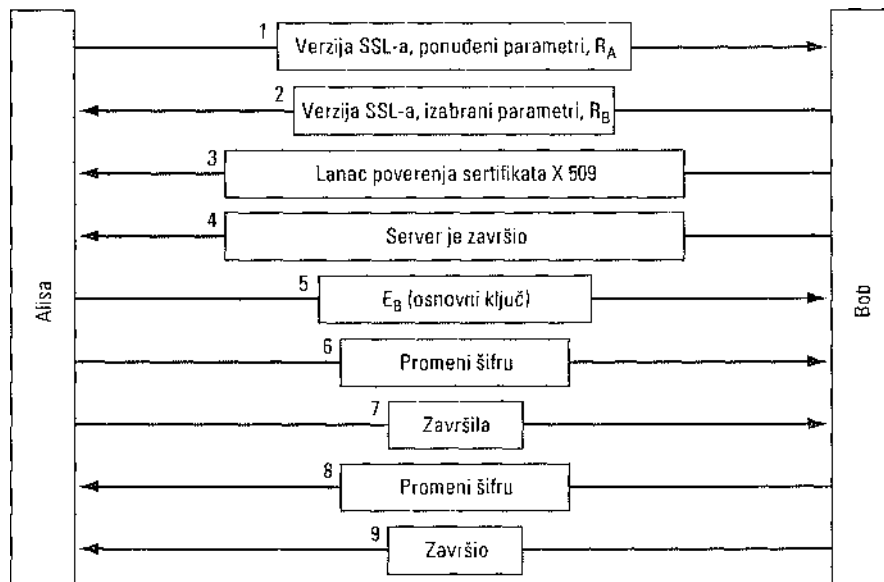 Alisa
Bob
1
Verzija SSL-a, ponuđeni parametri, R_A
2
Verzija SSL-a, izabrani parametri, R_B
3
Lanac poverenja sertifikata X 509
4
Server je završio
5
E_B (osnovni ključ)
6
Promeni šifru
7
Završila
8
Promeni šifru
9
Završio